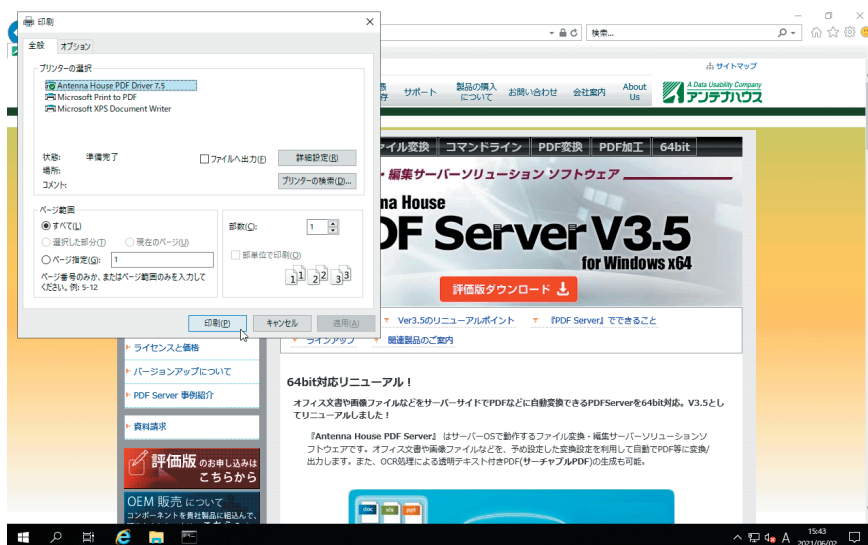 印刷
全般
オプション
プリンターの選択
Antenna House PDF Driver 7.5
Microsoft Print to PDF
Microsoft XPS Document Writer
状態: 準備完了
場所:
コメント:
ファイルへ出力(F)
詳細設定(R)
プリンターの検索(D)...
ページ範囲
すべて(L)
選択した部分(T) 現在のページ(U)
ページ指定(G): 1
ページ番号のみか、またはページ範囲のみを入力して
ください。例: 5-12
部数(C): 1
部単位で印刷(O)
11 22 33
印刷(P) キャンセル 適用(A)
検索...
サイトマップ
サポート 製品の購入について お問い合わせ 会社案内 About Us
A Data Usability Company
アンテナハウス
ァイル変換 コマンドライン PDF変換 PDF加工 64bit
・編集サーバーソリューション ソフトウェア
na House
DF Server V3.5
for Windows x64
評価版ダウンロード
Ver3.5のリニューアルポイント 『PDF Server』でできること
ラインアップ 関連製品のご案内
ライセンスと価格
バージョンアップについて
PDF Server 事例紹介
資料請求
評価版 のお申し込みは
こちらから
OEM 販売 について
コンポーネントを貴社製品に組込んで、
64bit対応リニューアル！
オフィス文書や画像ファイルなどをサーバーサイドでPDFなどに自動変換できるPDFServerを64bit対応。V3.5とし
てリニューアルしました！
『Antenna House PDF Server』 はサーバーOSで動作するファイル変換・編集サーバーソリューションソ
フトウェアです。オフィス文書や画像ファイルなどを、予め設定した変換設定を利用して自動でPDF等に変換/
出力します。また、OCR処理による透明テキスト付きPDF(サーチャブルPDF)の生成も可能。
doc xls ppt
A
15:43
2021/06/02